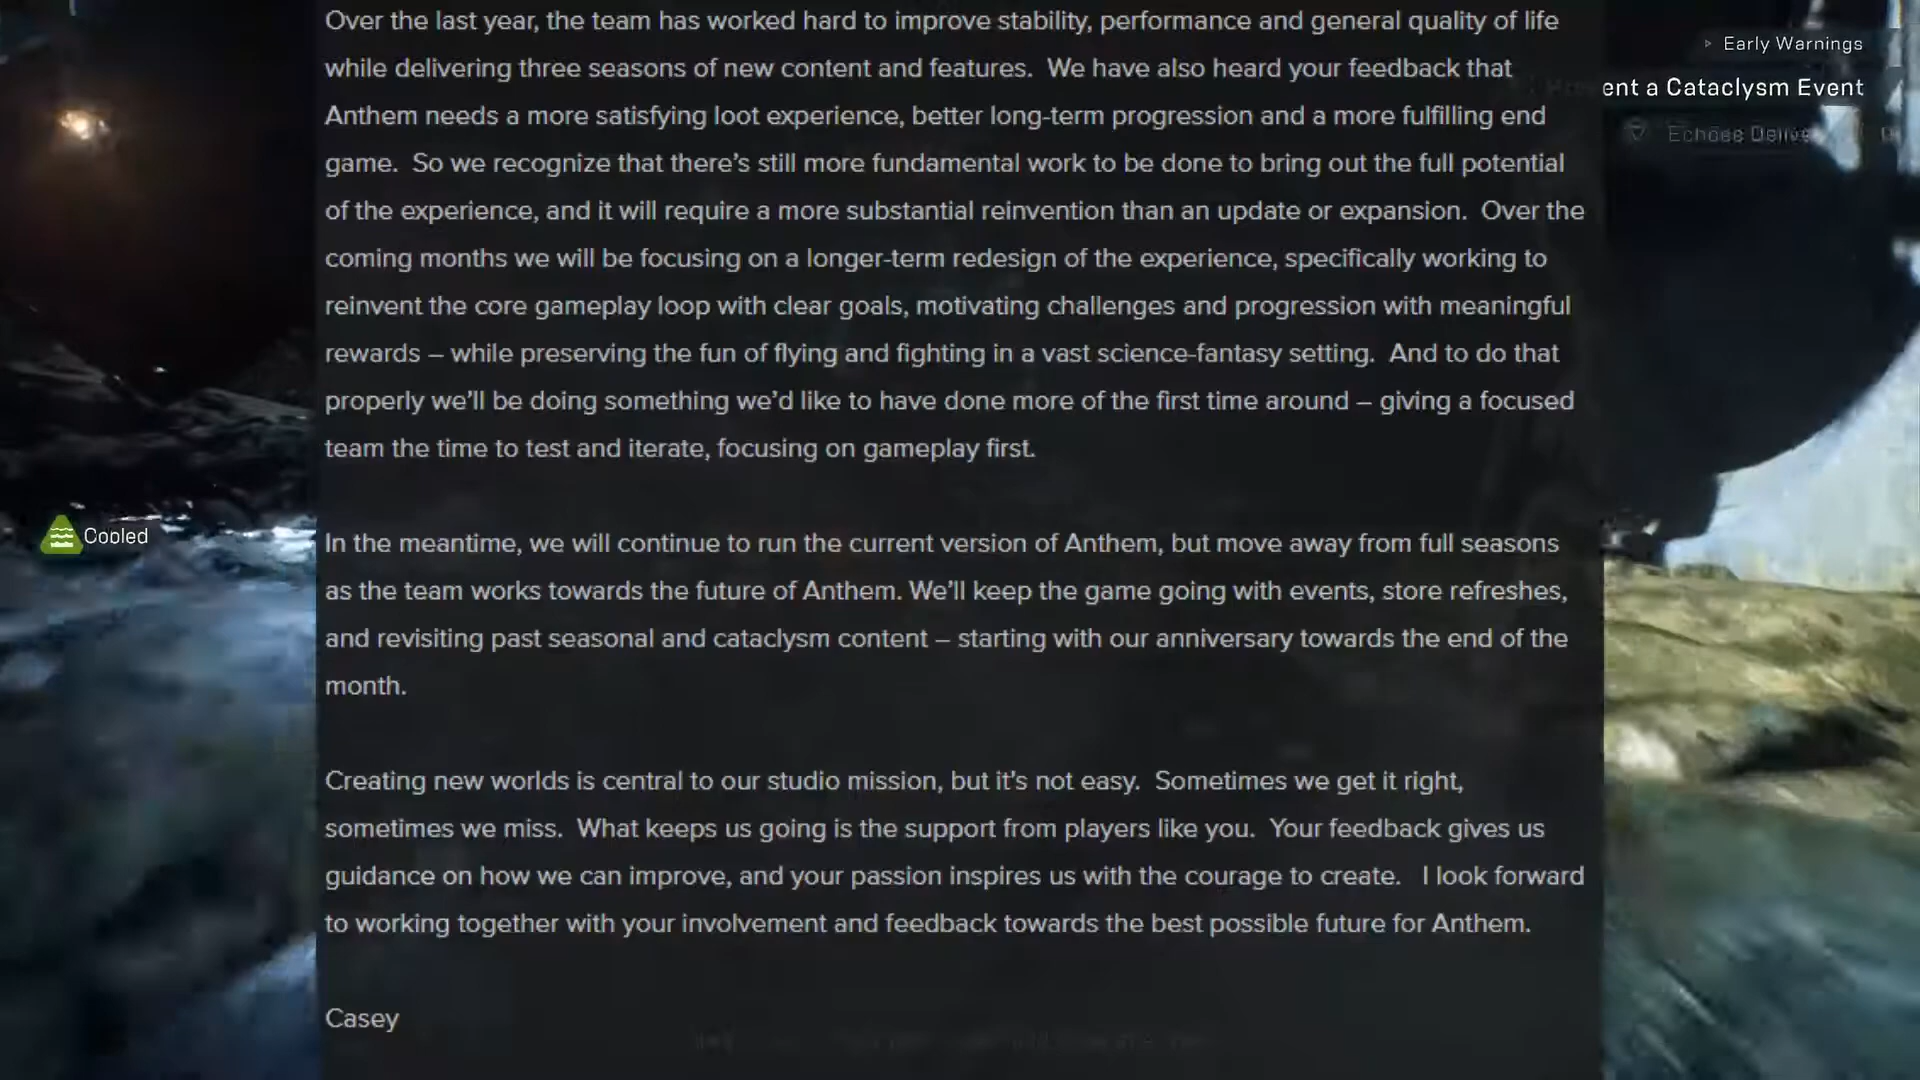 Over the last year, the team has worked hard to improve stability, performance and general quality of life
while delivering three seasons of new content and features.  We have also heard your feedback that
Anthem needs a more satisfying loot experience, better long-term progression and a more fulfilling end
game.  So we recognize that there’s still more fundamental work to be done to bring out the full potential
of the experience, and it will require a more substantial reinvention than an update or expansion.  Over the
coming months we will be focusing on a longer-term redesign of the experience, specifically working to
reinvent the core gameplay loop with clear goals, motivating challenges and progression with meaningful
rewards – while preserving the fun of flying and fighting in a vast science-fantasy setting.  And to do that
properly we’ll be doing something we’d like to have done more of the first time around – giving a focused
team the time to test and iterate, focusing on gameplay first.
In the meantime, we will continue to run the current version of Anthem, but move away from full seasons
as the team works towards the future of Anthem. We’ll keep the game going with events, store refreshes,
and revisiting past seasonal and cataclysm content – starting with our anniversary towards the end of the
month.
Creating new worlds is central to our studio mission, but it’s not easy.  Sometimes we get it right,
sometimes we miss.  What keeps us going is the support from players like you.  Your feedback gives us
guidance on how we can improve, and your passion inspires us with the courage to create.   I look forward
to working together with your involvement and feedback towards the best possible future for Anthem.
Casey
Early Warnings
ent a Cataclysm Event
Echoes
Cooled